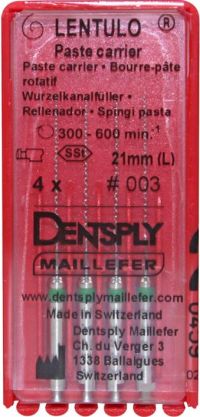 LENTULO ®
Paste carrier
Paste carrier • Bourre-pâte
rotatif
Wurzelkanalfüller •
Rellenador • Spingi pasta
300 - 600 min.⁻¹
SSt 21mm (L)
4 x # 003
DENTSPLY
MAILLEFER
www.dentsplymaillefer.com
Made in Switzerland
Dentsply Maillefer
Ch. du Verger 3
1338 Ballaigues
Switzerland